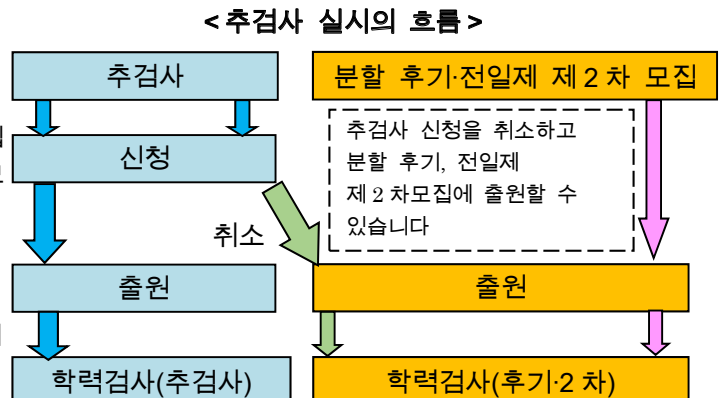 <추검사 실시의 흐름>
추검사
분할 후기·전일제 제 2 차 모집
신청
추검사 신청을 취소하고
분할 후기, 전일제
제 2 차모집에 출원할 수
있습니다
취소
출원
출원
학력검사(추검사)
학력검사(후기·2 차)